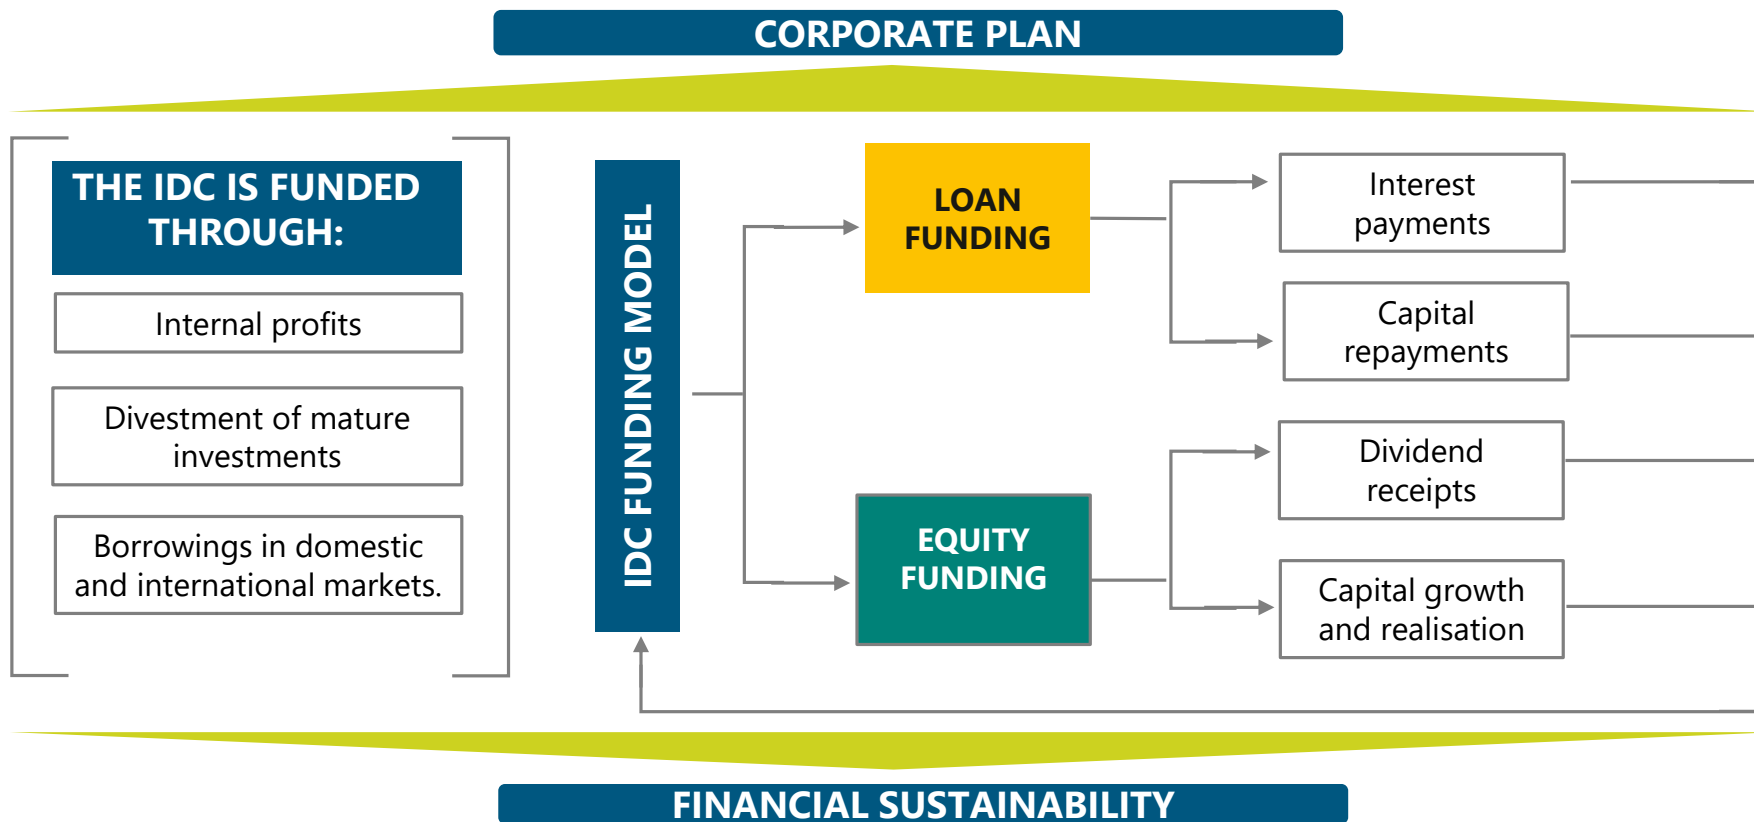 CORPORATE PLAN
THE IDC IS FUNDED
THROUGH:
Internal profits
Divestment of mature
investments
Borrowings in domestic
and international markets.
IDC FUNDING MODEL
LOAN
FUNDING
EQUITY
FUNDING
Interest
payments
Capital
repayments
Dividend
receipts
Capital growth
and realisation
FINANCIAL SUSTAINABILITY